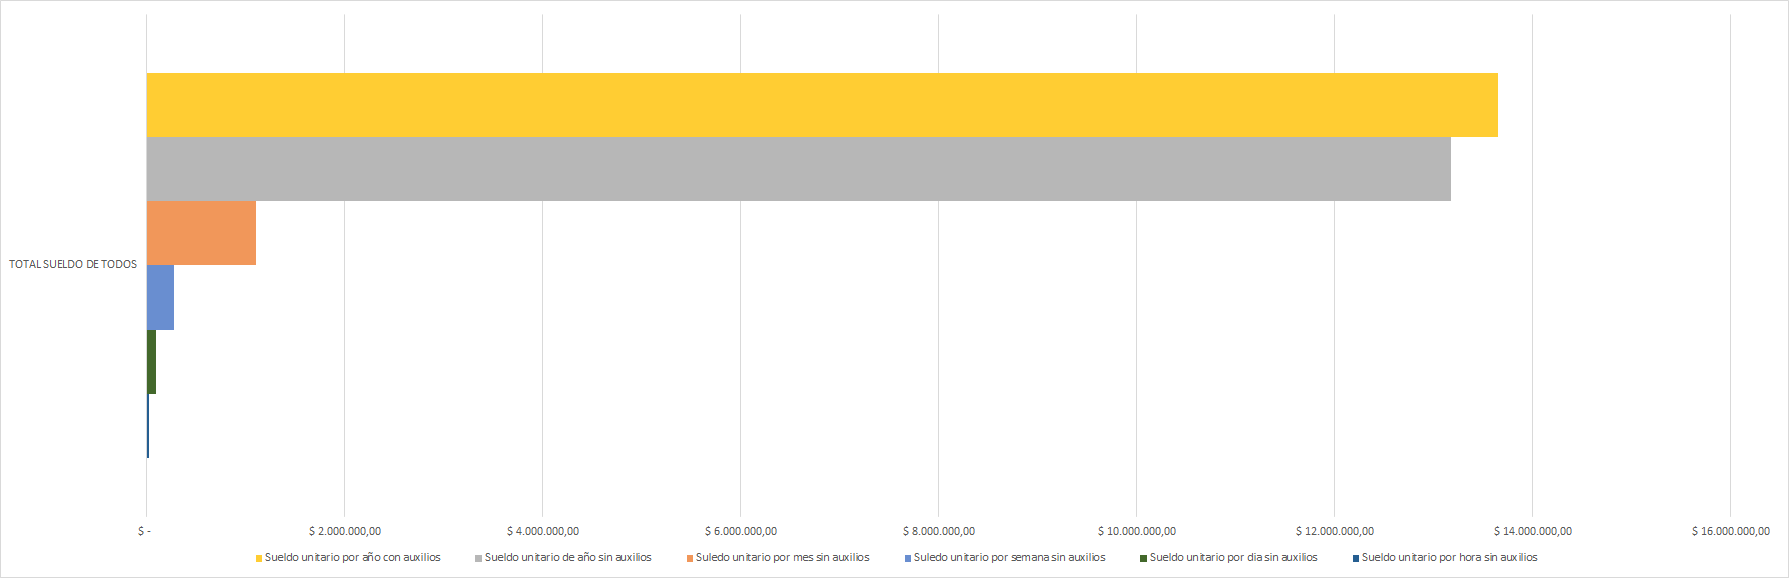 TOTAL SUELDO DE TODOS
$ - $ 2.000.000,00 $ 4.000.000,00 $ 6.000.000,00 $ 8.000.000,00 $ 10.000.000,00 $ 12.000.000,00 $ 14.000.000,00 $ 16.000.000,00
Sueldo unitario por año con auxilios Sueldo unitario de año sin auxilios Suledo unitario por mes sin auxilios Suledo unitario por semana sin auxilios Sueldo unitario por dia sin auxilios Sueldo unitario por hora sin auxilios